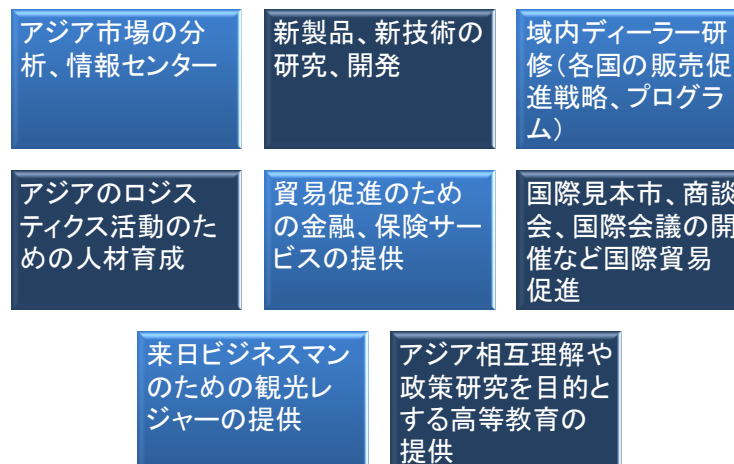 アジア市場の分
析、情報センター
新製品、新技術の
研究、開発
域内ディーラー研
修（各国の販売促
進戦略、プログラ
ム）
アジアのロジス
ティクス活動のた
めの人材育成
貿易促進のため
の金融、保険サー
ビスの提供
国際見本市、商談
会、国際会議の開
催など国際貿易
促進
来日ビジネスマン
のための観光レ
ジャーの提供
アジア相互理解や
政策研究を目的と
する高等教育の
提供